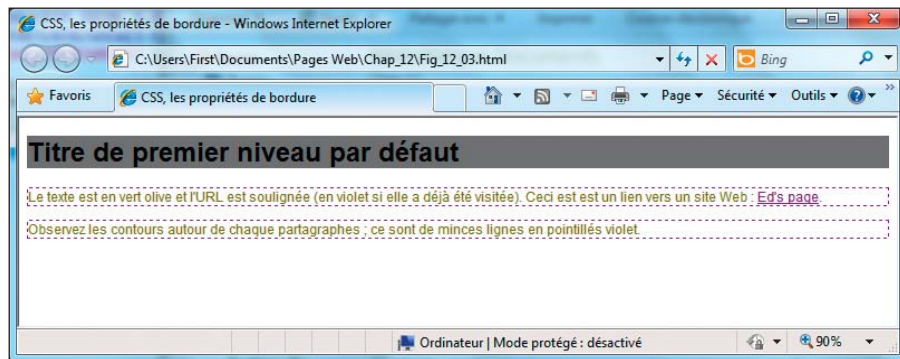 CSS, les propriétés de bordure - Windows Internet Explorer
C:\Users\First\Documents\Pages Web\Chap_12\Fig_12_03.html
Bing
Favoris
CSS, les propriétés de bordure
Page
Sécurité
Outils
Titre de premier niveau par défaut
Le texte est en vert olive et l'URL est soulignée (en violet si elle a déjà été visitée). Ceci est est un lien vers un site Web : Ed's page.
Observez les contours autour de chaque partagraphes ; ce sont de minces lignes en pointillés violet.
Ordinateur | Mode protégé : désactivé
90%